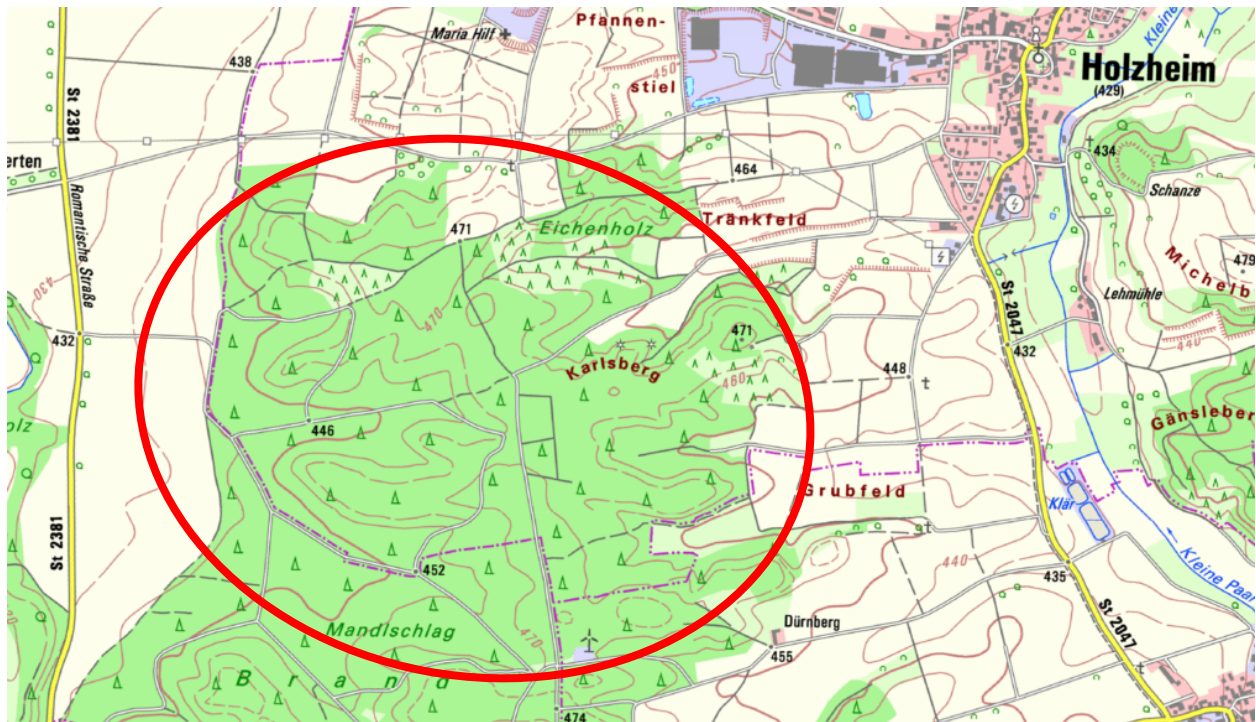 Maria Hilf
Pfannen-
stiel
450
438
St 2381
Holzheim
(429)
Kleine
erten
464
434
Schanze
Romantische Straße
471
Eichenholz
Tränkfeld
479
Michelb
430
470
St 2047
Lehmühle
432
471
432
440
Karlsberg
460
448
Gänsleber
olz
446
Grubfeld
Klär
St 2381
452
440
435
Kleine Paar
Mandlschlag
470
Dürnberg
455
St 2047
Brand
474